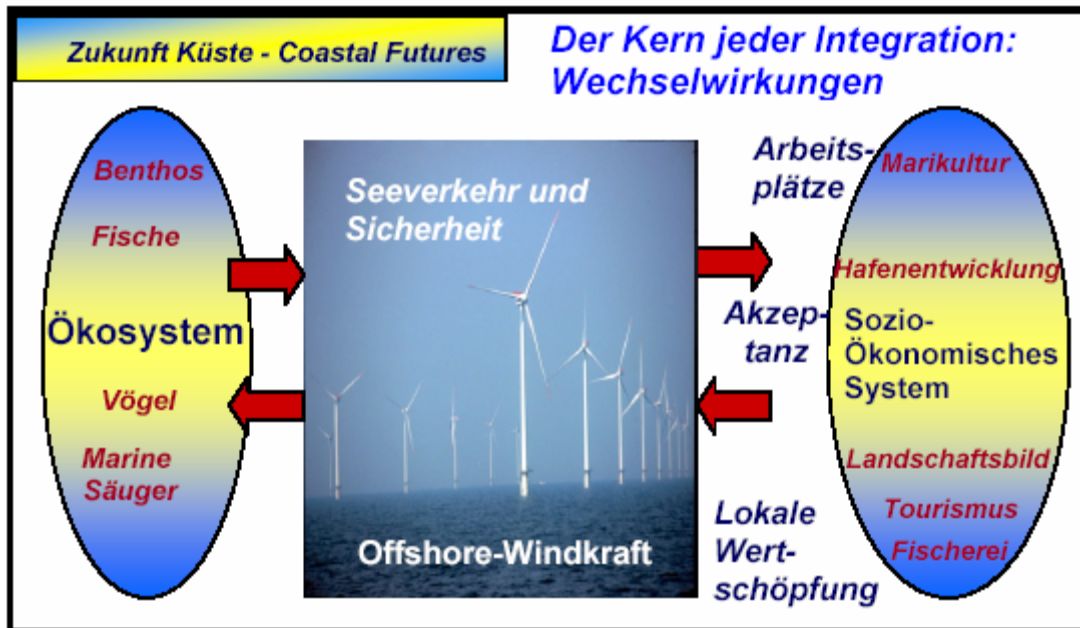 Zukunft Küste - Coastal Futures
Der Kern jeder Integration:
Wechselwirkungen
Benthos
Fische
Ökosystem
Vögel
Marine
Säuger
Seeverkehr und
Sicherheit
Offshore-Windkraft
Arbeits-
plätze
Akzep-
tanz
Lokale
Wert-
schöpfung
Marikultur
Hafenentwicklung
Sozio-
Ökonomisches
System
Landschaftsbild
Tourismus
Fischerei